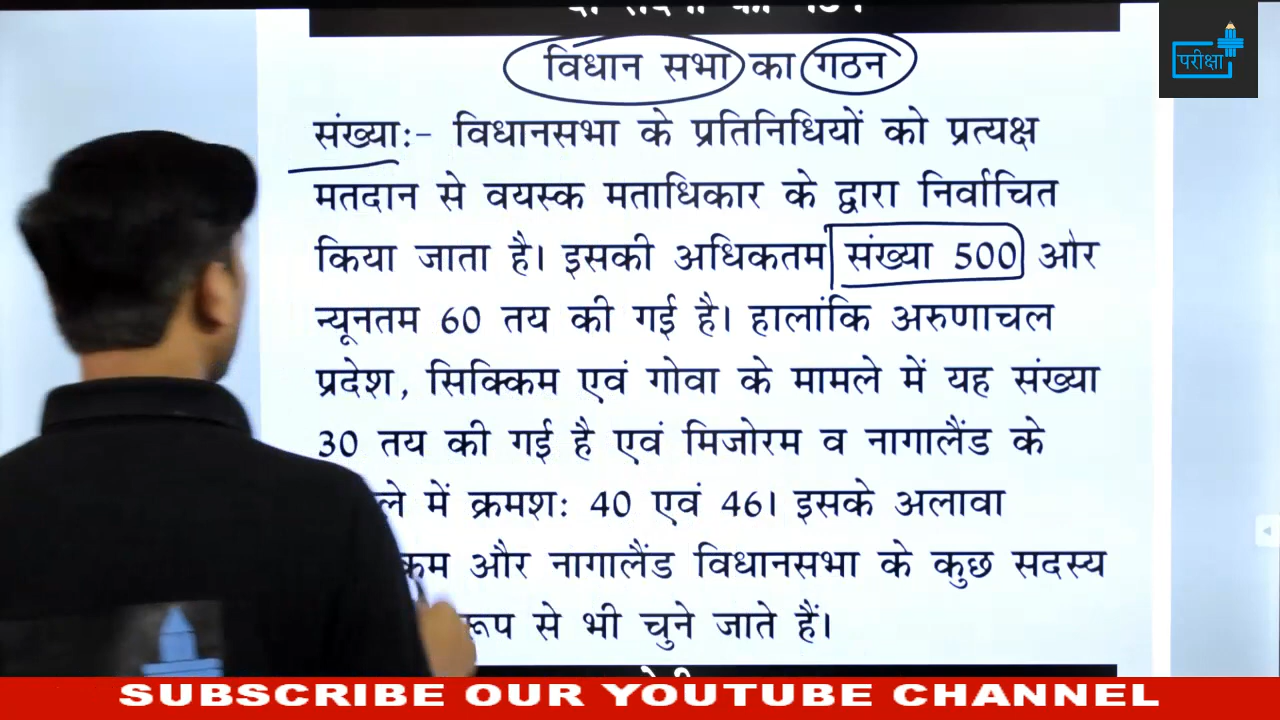 विधान सभा का गठन
परीक्षा
संख्याः- विधानसभा के प्रतिनिधियों को प्रत्यक्ष
मतदान से वयस्क मताधिकार के द्वारा निर्वाचित
किया जाता है। इसकी अधिकतम संख्या 500 और
न्यूनतम 60 तय की गई है। हालांकि अरुणाचल
प्रदेश, सिक्किम एवं गोवा के मामले में यह संख्या
30 तय की गई है एवं मिजोरम व नागालैंड के
में क्रमशः 40 एवं 46। इसके अलावा
और नागालैंड विधानसभा के कुछ सदस्य
रूप से भी चुने जाते हैं।
SUBSCRIBE OUR YOUTUBE CHANNEL